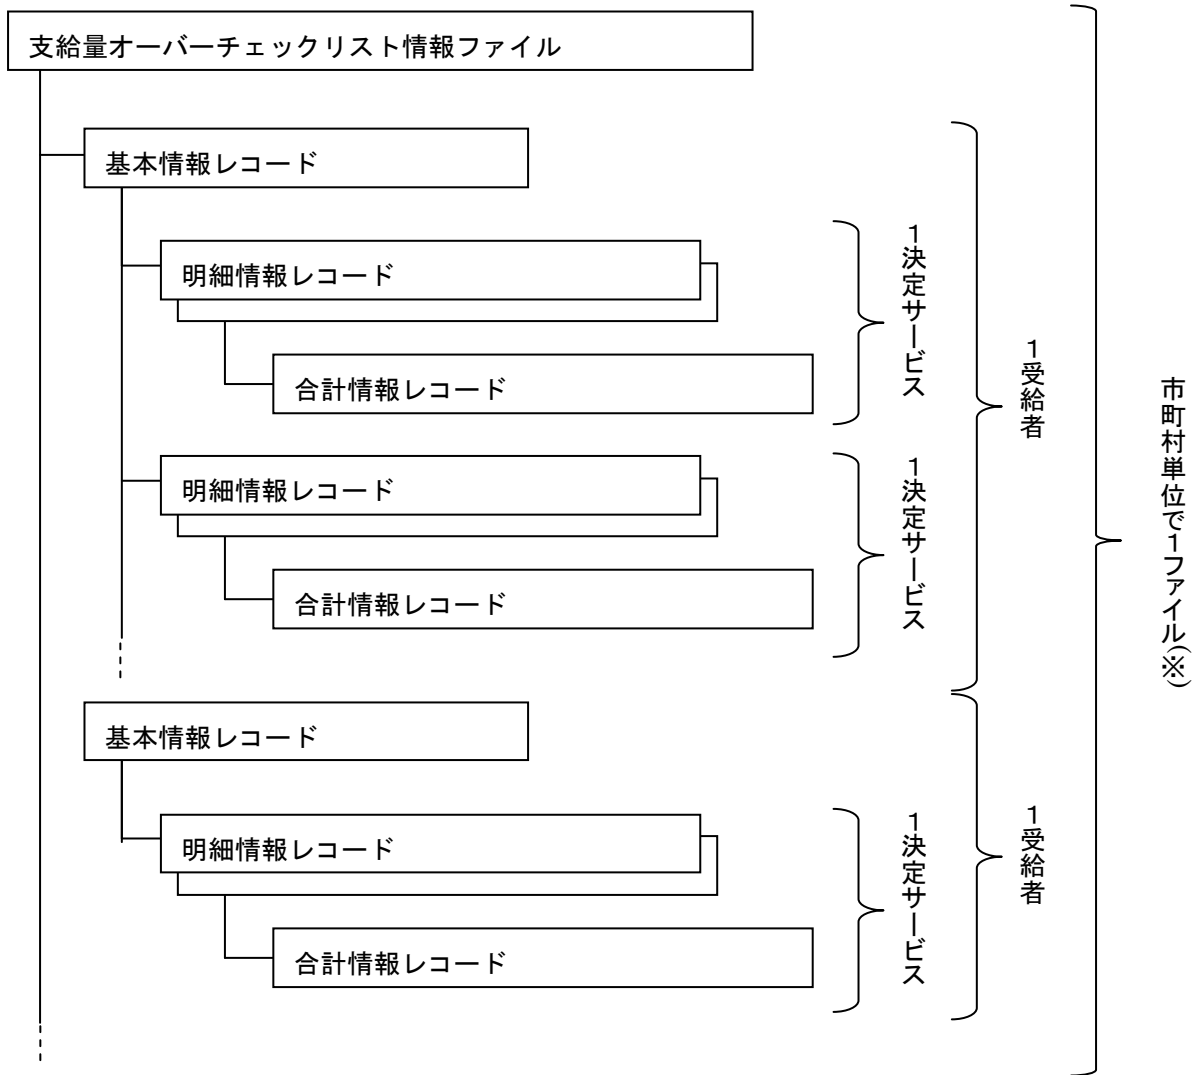 支給量オーバーチェックリスト情報ファイル
基本情報レコード
明細情報レコード
合計情報レコード
1決定サービス
明細情報レコード
合計情報レコード
1決定サービス
1受給者
基本情報レコード
明細情報レコード
合計情報レコード
1決定サービス
1受給者
市町村単位で1ファイル(※)